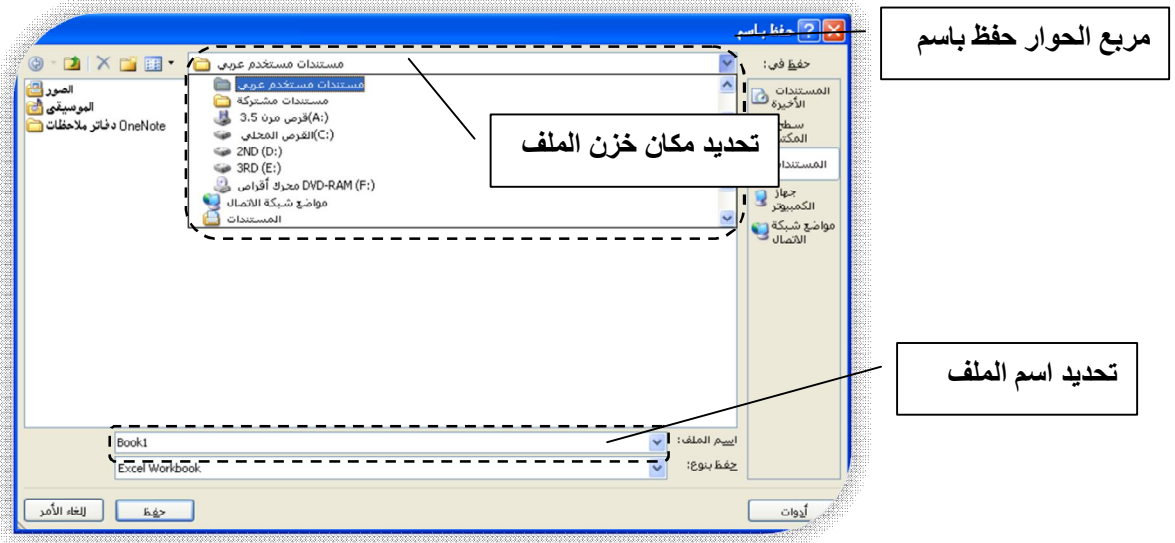 حفظ باسم
مربع الحوار حفظ باسم
حفظ في:
مستندات مستخدم عربي
المستندات
الأخيرة
المكتب
المستندات
جهاز
الكمبيوتر
مواضع شبكة
الاتصال
مستندات مستخدم عربي
مستندات مشتركة
قرص مرن 3.5 (A:)
القرص المحلي (C:)
2ND (D:)
3RD (E:)
محرك أقراص DVD-RAM (F:)
مواضع شبكة الاتصال
المستندات
الصور
الموسيقى
دفاتر ملاحظات OneNote
تحديد مكان خزن الملف
تحديد اسم الملف
اسم الملف:
Book1
حفظ بنوع:
Excel Workbook
أدوات
حفظ
إلغاء الأمر